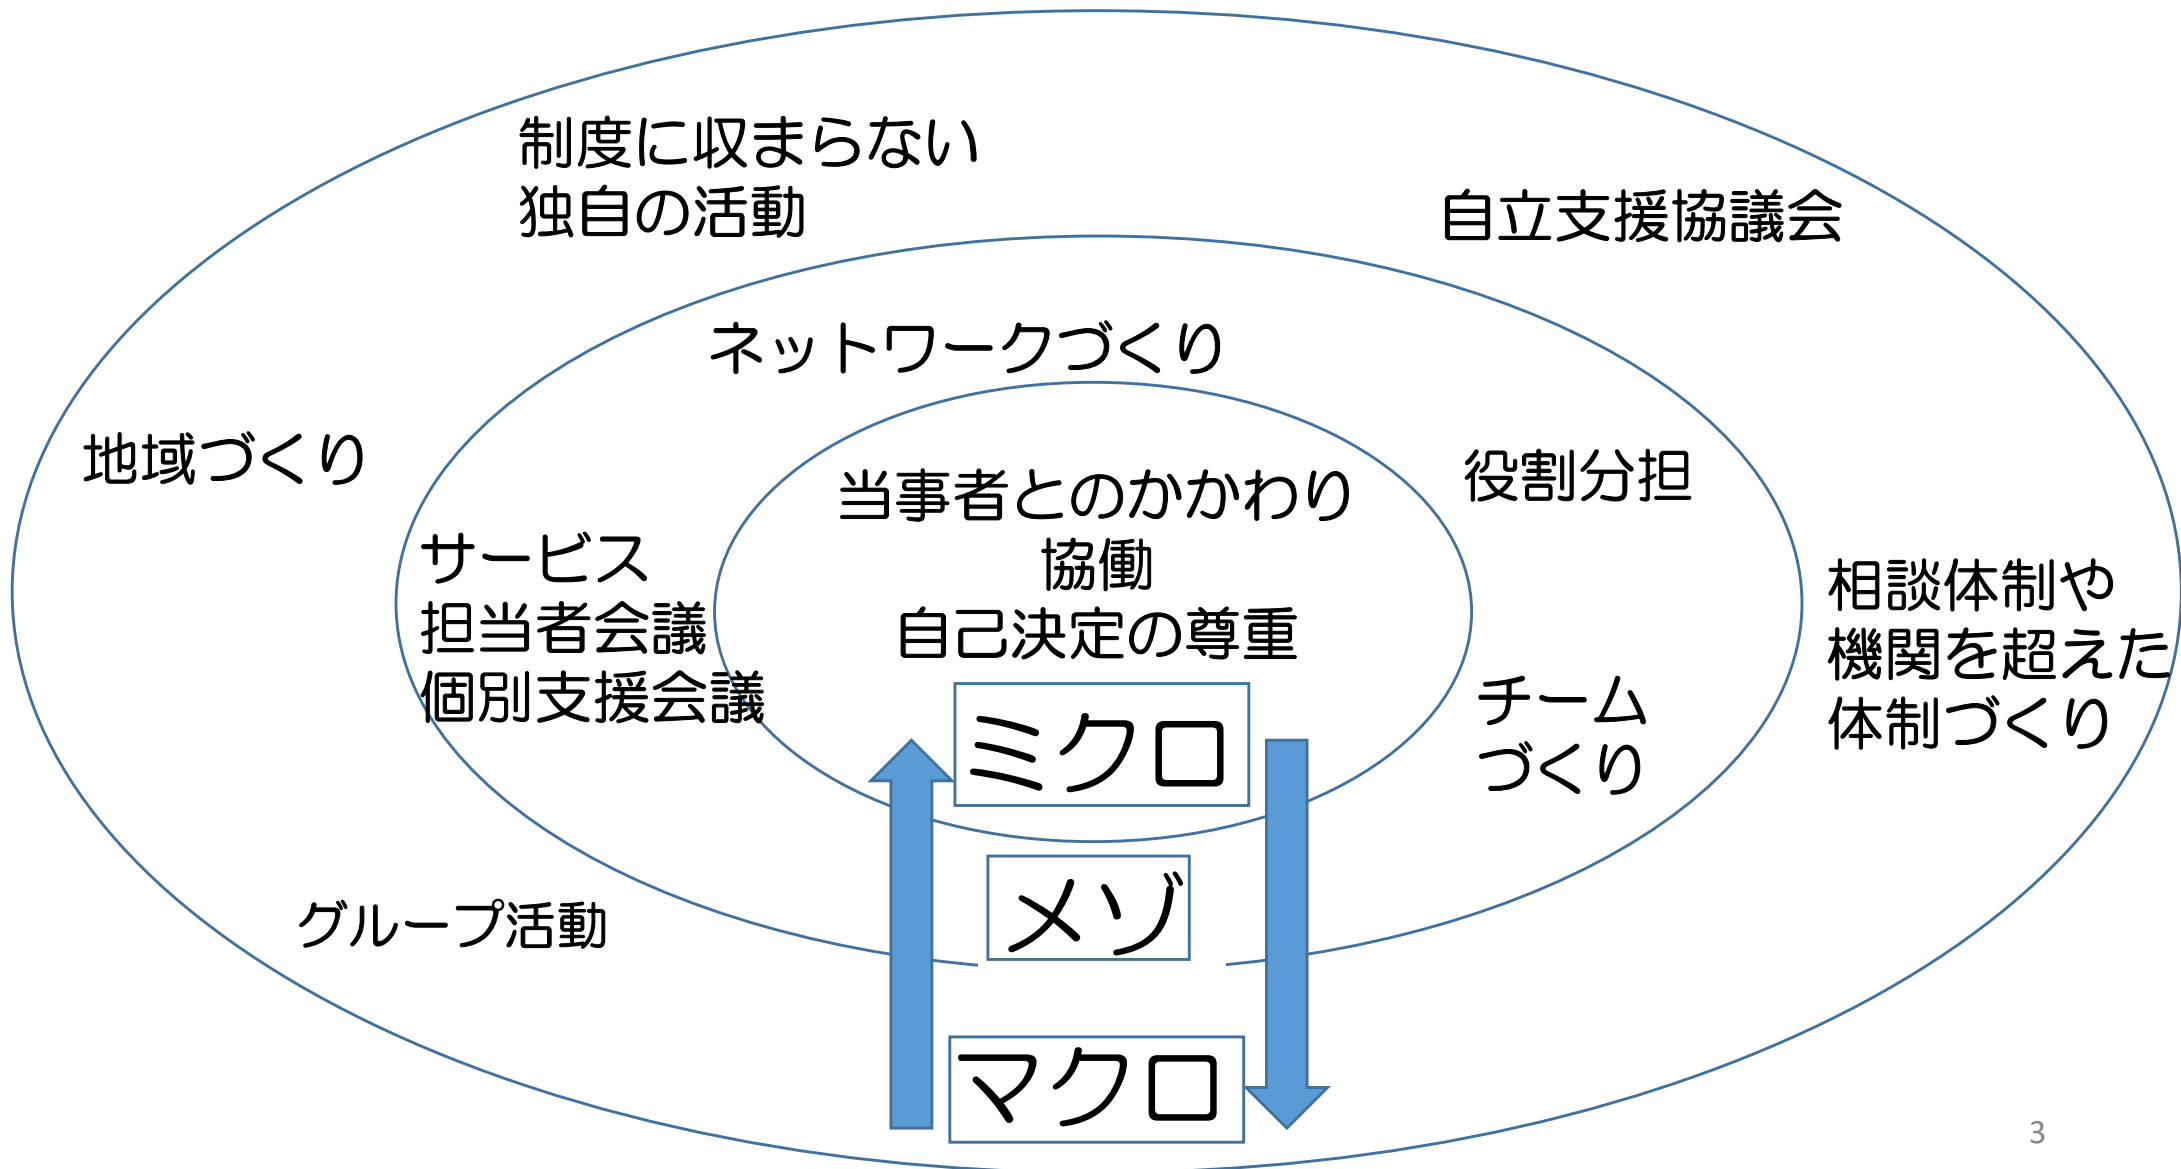 制度に収まらない
独自の活動
自立支援協議会
ネットワークづくり
地域づくり
当事者とのかかわり
協働
自己決定の尊重
役割分担
サービス
担当者会議
個別支援会議
相談体制や
機関を超えた
体制づくり
チーム
づくり
ミクロ
メゾ
グループ活動
マクロ
3